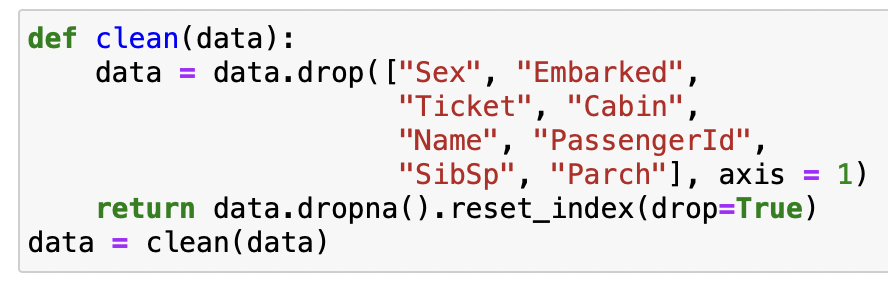 def clean(data):
    data = data.drop(["Sex", "Embarked",
                      "Ticket", "Cabin",
                      "Name", "PassengerId",
                      "SibSp", "Parch"], axis = 1)
    return data.dropna().reset_index(drop=True)
data = clean(data)